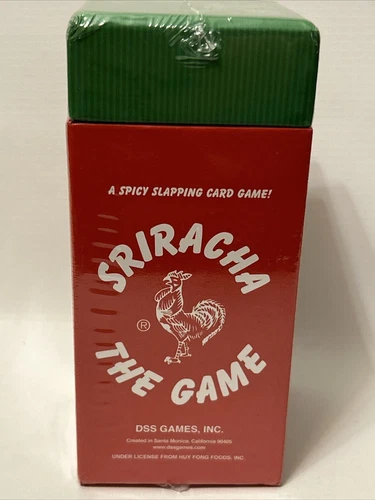 A SPICY SLAPPING CARD GAME!
SRIRACHA
®
THE GAME
DSS GAMES, INC.
Created in Santa Monica, California 90405
www.dssgames.com
UNDER LICENSE FROM HUY FONG FOODS, INC.